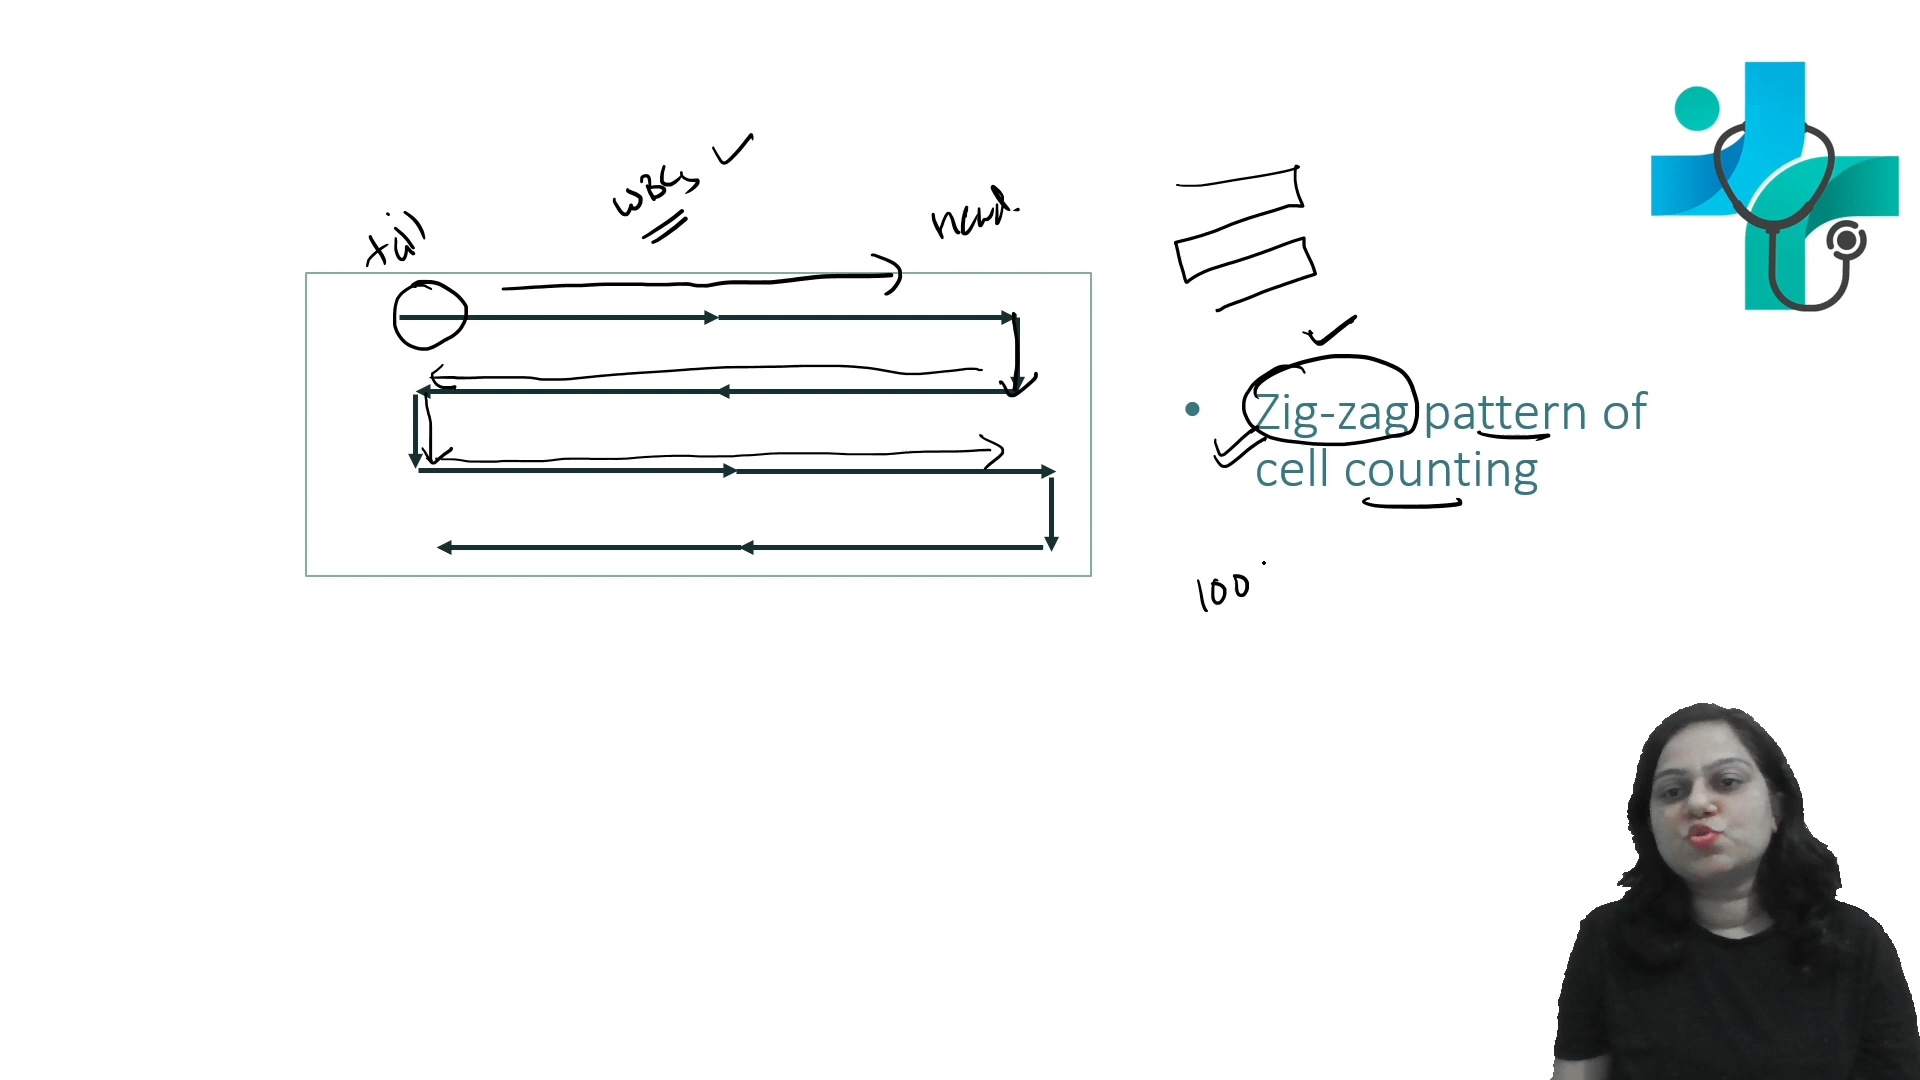 WBCs
tail
head.
• Zig-zag pattern of
cell counting
100